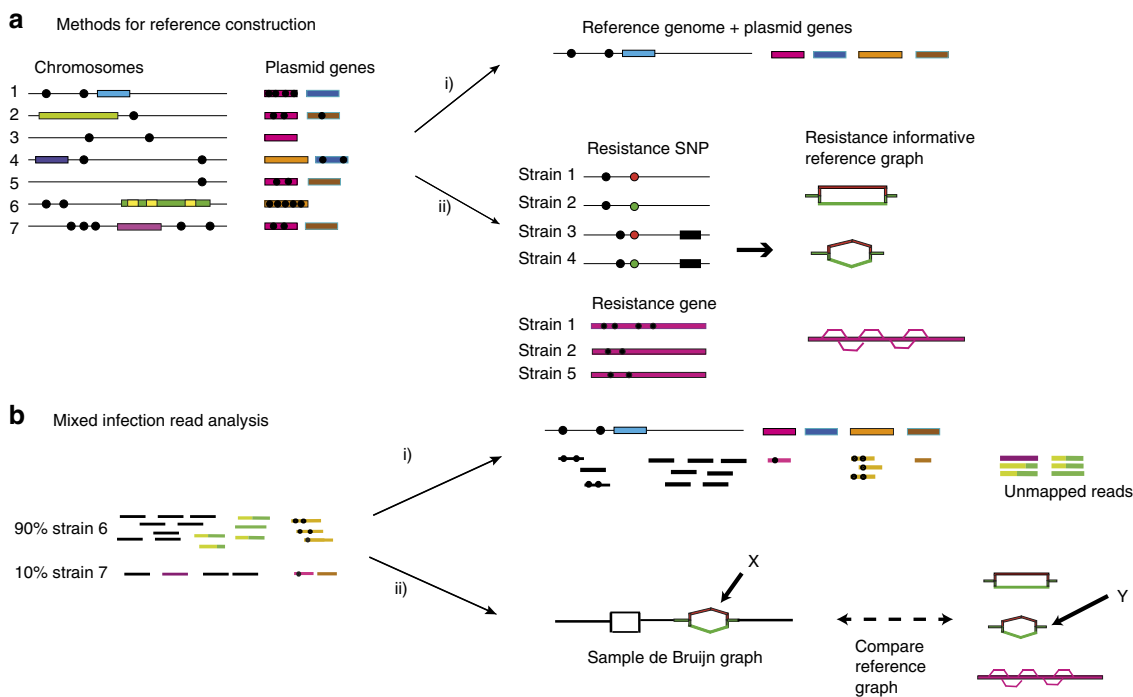 a
Methods for reference construction
Chromosomes
Plasmid genes
1
2
3
4
5
6
7
i)
ii)
Reference genome + plasmid genes
Resistance SNP
Strain 1
Strain 2
Strain 3
Strain 4
Resistance informative
reference graph
Resistance gene
Strain 1
Strain 2
Strain 5
b
Mixed infection read analysis
i)
90% strain 6
10% strain 7
ii)
Unmapped reads
X
Sample de Bruijn graph
Compare
reference
graph
Y